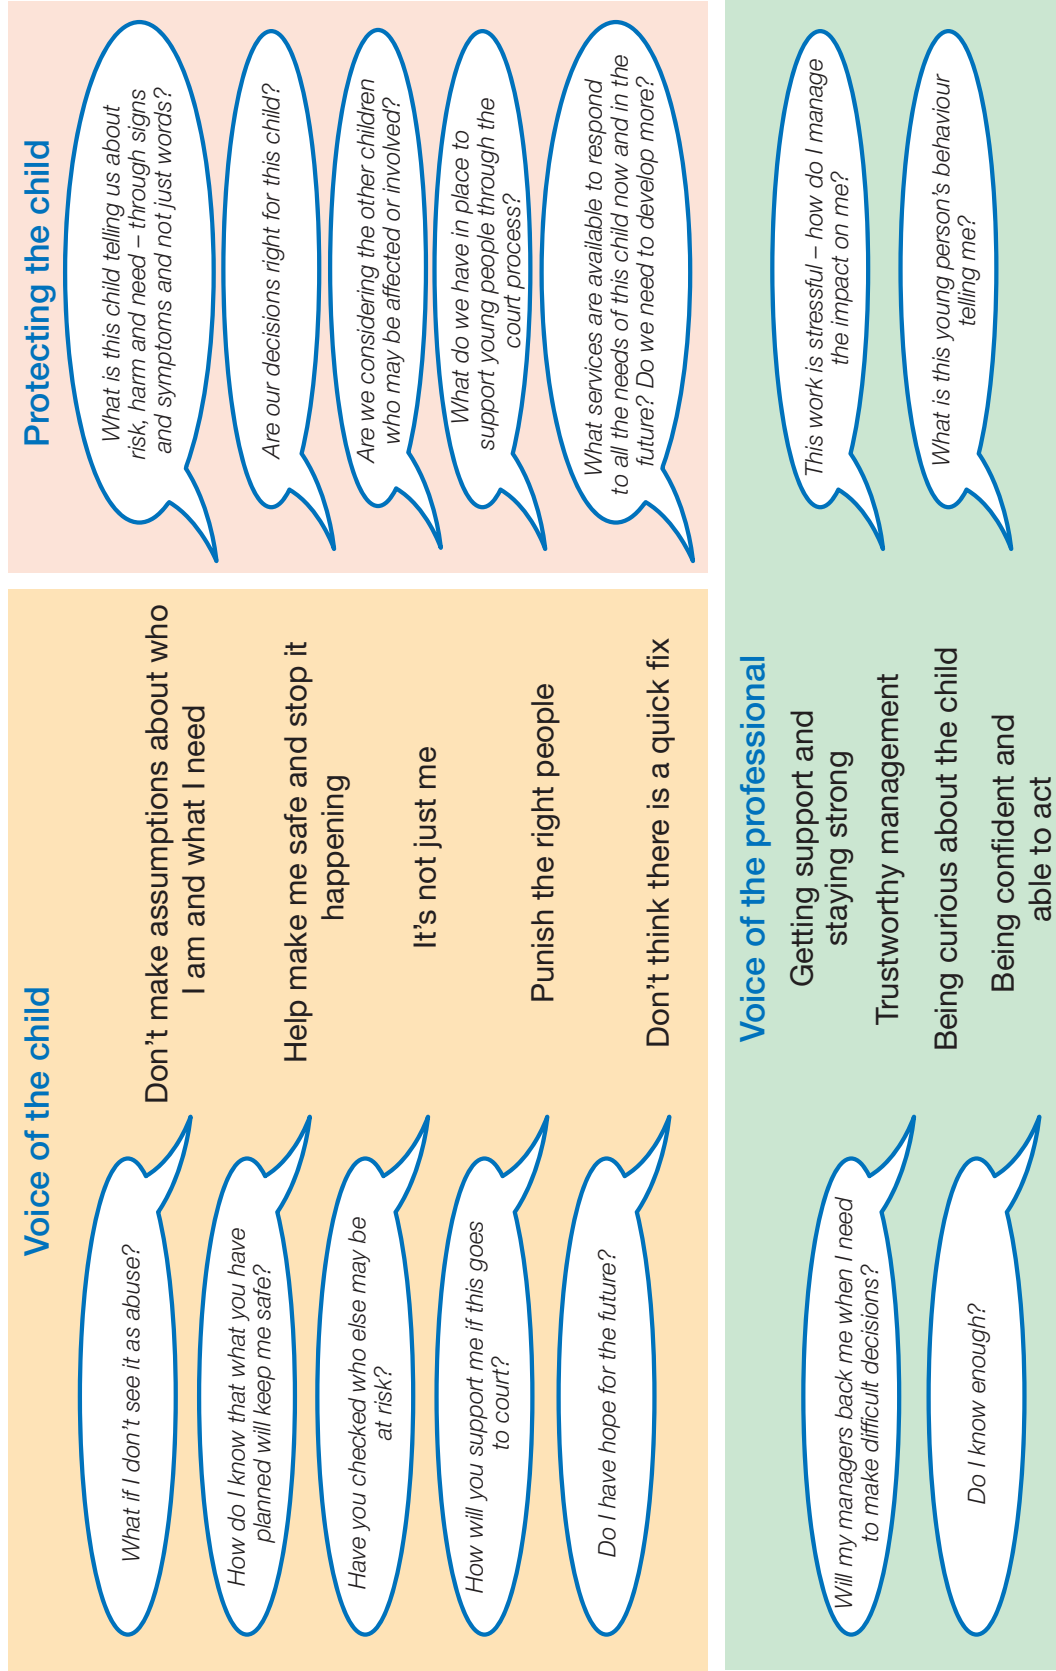 Voice of the child
What if I don't see it as abuse?
Don't make assumptions about who
I am and what I need
How do I know that what you have
planned will keep me safe?
Help make me safe and stop it
happening
Have you checked who else may be
at risk?
It's not just me
How will you support me if this goes
to court?
Punish the right people
Do I have hope for the future?
Don't think there is a quick fix
Protecting the child
What is this child telling us about
risk, harm and need – through signs
and symptoms and not just words?
Are our decisions right for this child?
Are we considering the other children
who may be affected or involved?
What do we have in place to
support young people through the
court process?
What services are available to respond
to all the needs of this child now and in the
future? Do we need to develop more?
Voice of the professional
Will my managers back me when I need
to make difficult decisions?
Do I know enough?
Getting support and
staying strong
Trustworthy management
Being curious about the child
Being confident and
able to act
This work is stressful – how do I manage
the impact on me?
What is this young person's behaviour
telling me?